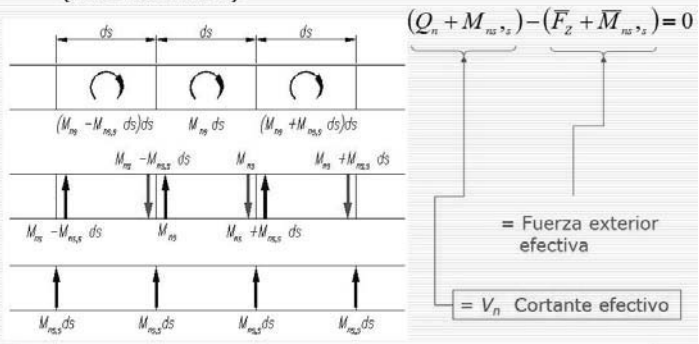 (Q_n + M_ns,_s) − (F̅_Z + M̅_ns,_s) = 0
ds ds ds
(M_ns − M_ns,s ds)ds M_ns ds (M_ns + M_ns,s ds)ds
M_ns − M_ns,s ds M_ns M_ns + M_ns,s ds
M_ns − M_ns,s ds M_ns M_ns + M_ns,s ds
M_ns,s ds M_ns,s ds M_ns,s ds M_ns,s ds
= Fuerza exterior
efectiva
= V_n Cortante efectivo